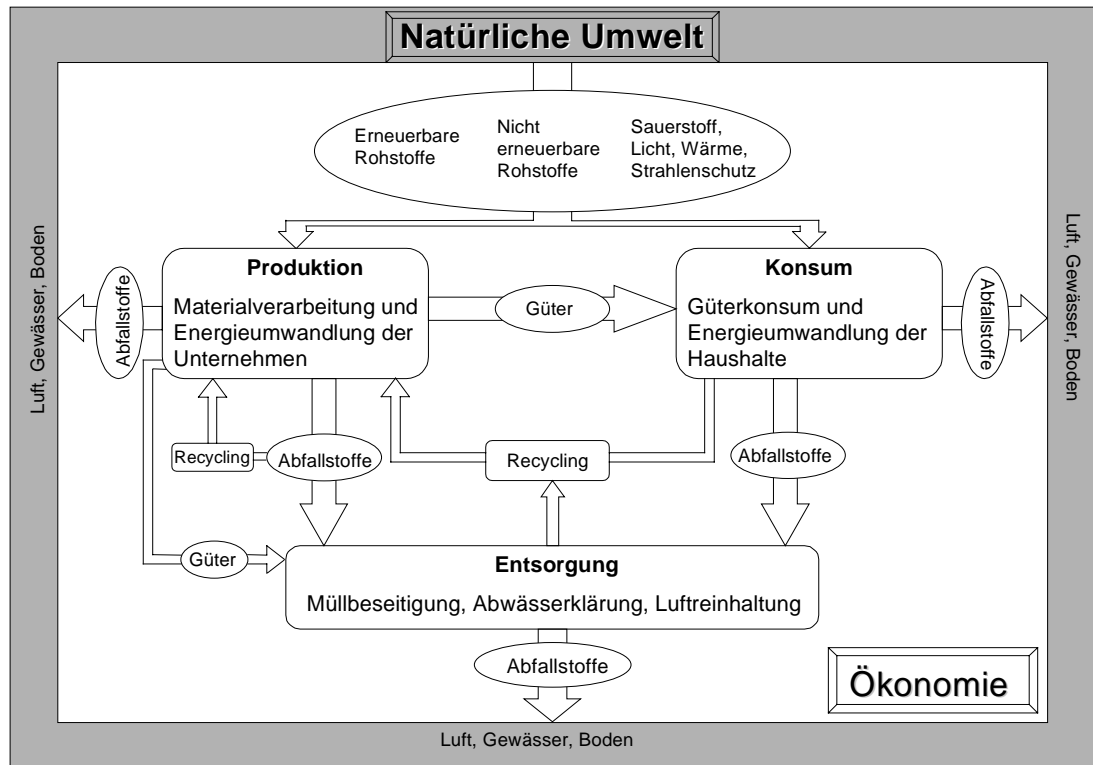 Natürliche Umwelt
Erneuerbare
Rohstoffe
Nicht
erneuerbare
Rohstoffe
Sauerstoff,
Licht, Wärme,
Strahlenschutz
Luft, Gewässer, Boden
Abfallstoffe
Produktion
Materialverarbeitung und
Energieumwandlung der
Unternehmen
Güter
Konsum
Güterkonsum und
Energieumwandlung der
Haushalte
Abfallstoffe
Luft, Gewässer, Boden
Recycling
Abfallstoffe
Recycling
Abfallstoffe
Güter
Entsorgung
Müllbeseitigung, Abwässerklärung, Luftreinhaltung
Abfallstoffe
Ökonomie
Luft, Gewässer, Boden